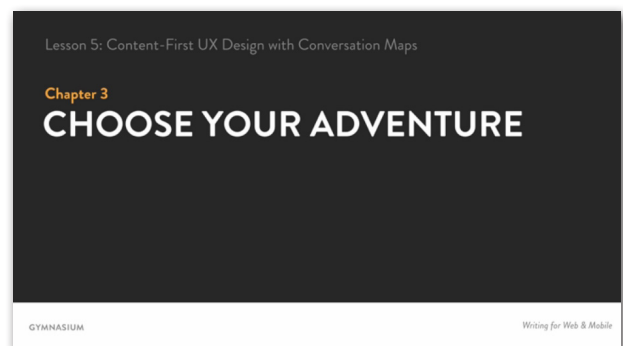 Lesson 5: Content-First UX Design with Conversation Maps
Chapter 3
CHOOSE YOUR ADVENTURE
GYMNASIUM
Writing for Web & Mobile